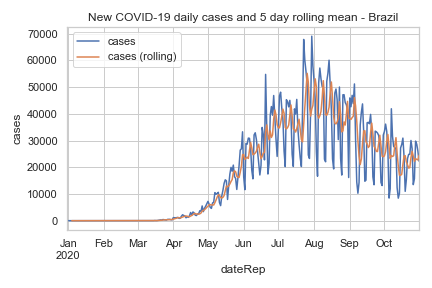 New COVID-19 daily cases and 5 day rolling mean - Brazil
cases
cases (rolling)
70000
60000
50000
40000
30000
20000
10000
0
cases
Jan Feb Mar Apr May Jun Jul Aug Sep Oct
2020
dateRep